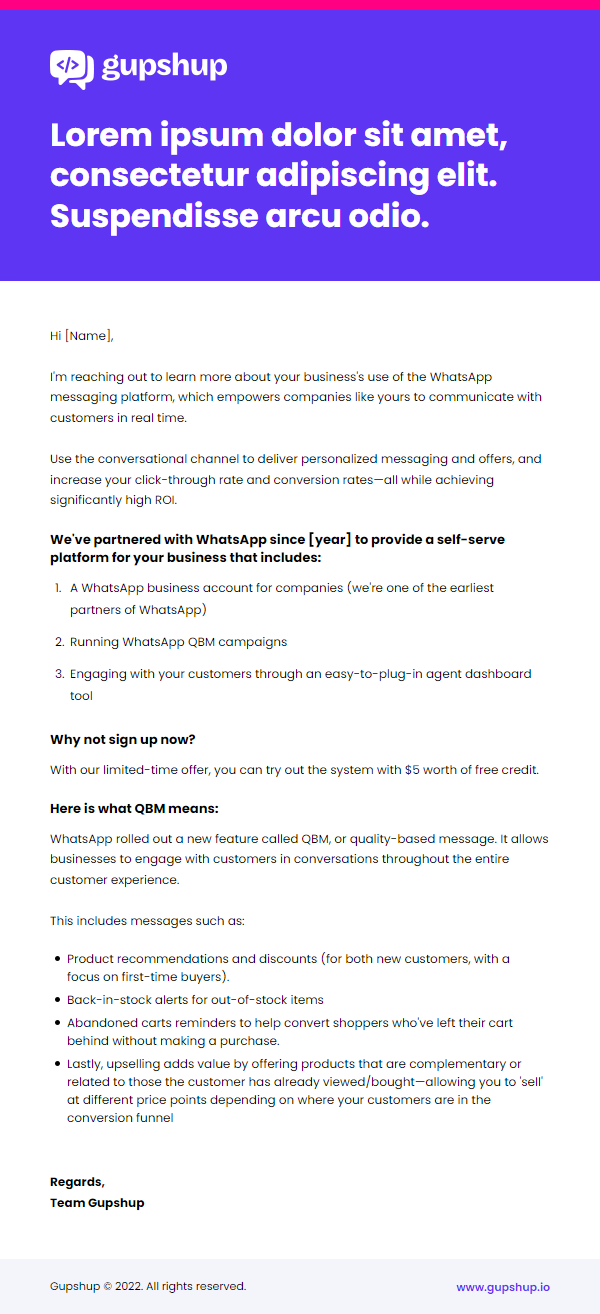 gupshup
Lorem ipsum dolor sit amet,
consectetur adipiscing elit.
Suspendisse arcu odio.
Hi [Name],
I'm reaching out to learn more about your business's use of the WhatsApp
messaging platform, which empowers companies like yours to communicate with
customers in real time.
Use the conversational channel to deliver personalized messaging and offers, and
increase your click-through rate and conversion rates—all while achieving
significantly high ROI.
We've partnered with WhatsApp since [year] to provide a self-serve
platform for your business that includes:
1. A WhatsApp business account for companies (we're one of the earliest
partners of WhatsApp)
2. Running WhatsApp QBM campaigns
3. Engaging with your customers through an easy-to-plug-in agent dashboard
tool
Why not sign up now?
With our limited-time offer, you can try out the system with $5 worth of free credit.
Here is what QBM means:
WhatsApp rolled out a new feature called QBM, or quality-based message. It allows
businesses to engage with customers in conversations throughout the entire
customer experience.
This includes messages such as:
• Product recommendations and discounts (for both new customers, with a
focus on first-time buyers).
• Back-in-stock alerts for out-of-stock items
• Abandoned carts reminders to help convert shoppers who've left their cart
behind without making a purchase.
• Lastly, upselling adds value by offering products that are complementary or
related to those the customer has already viewed/bought—allowing you to 'sell'
at different price points depending on where your customers are in the
conversion funnel
Regards,
Team Gupshup
Gupshup © 2022. All rights reserved.
www.gupshup.io